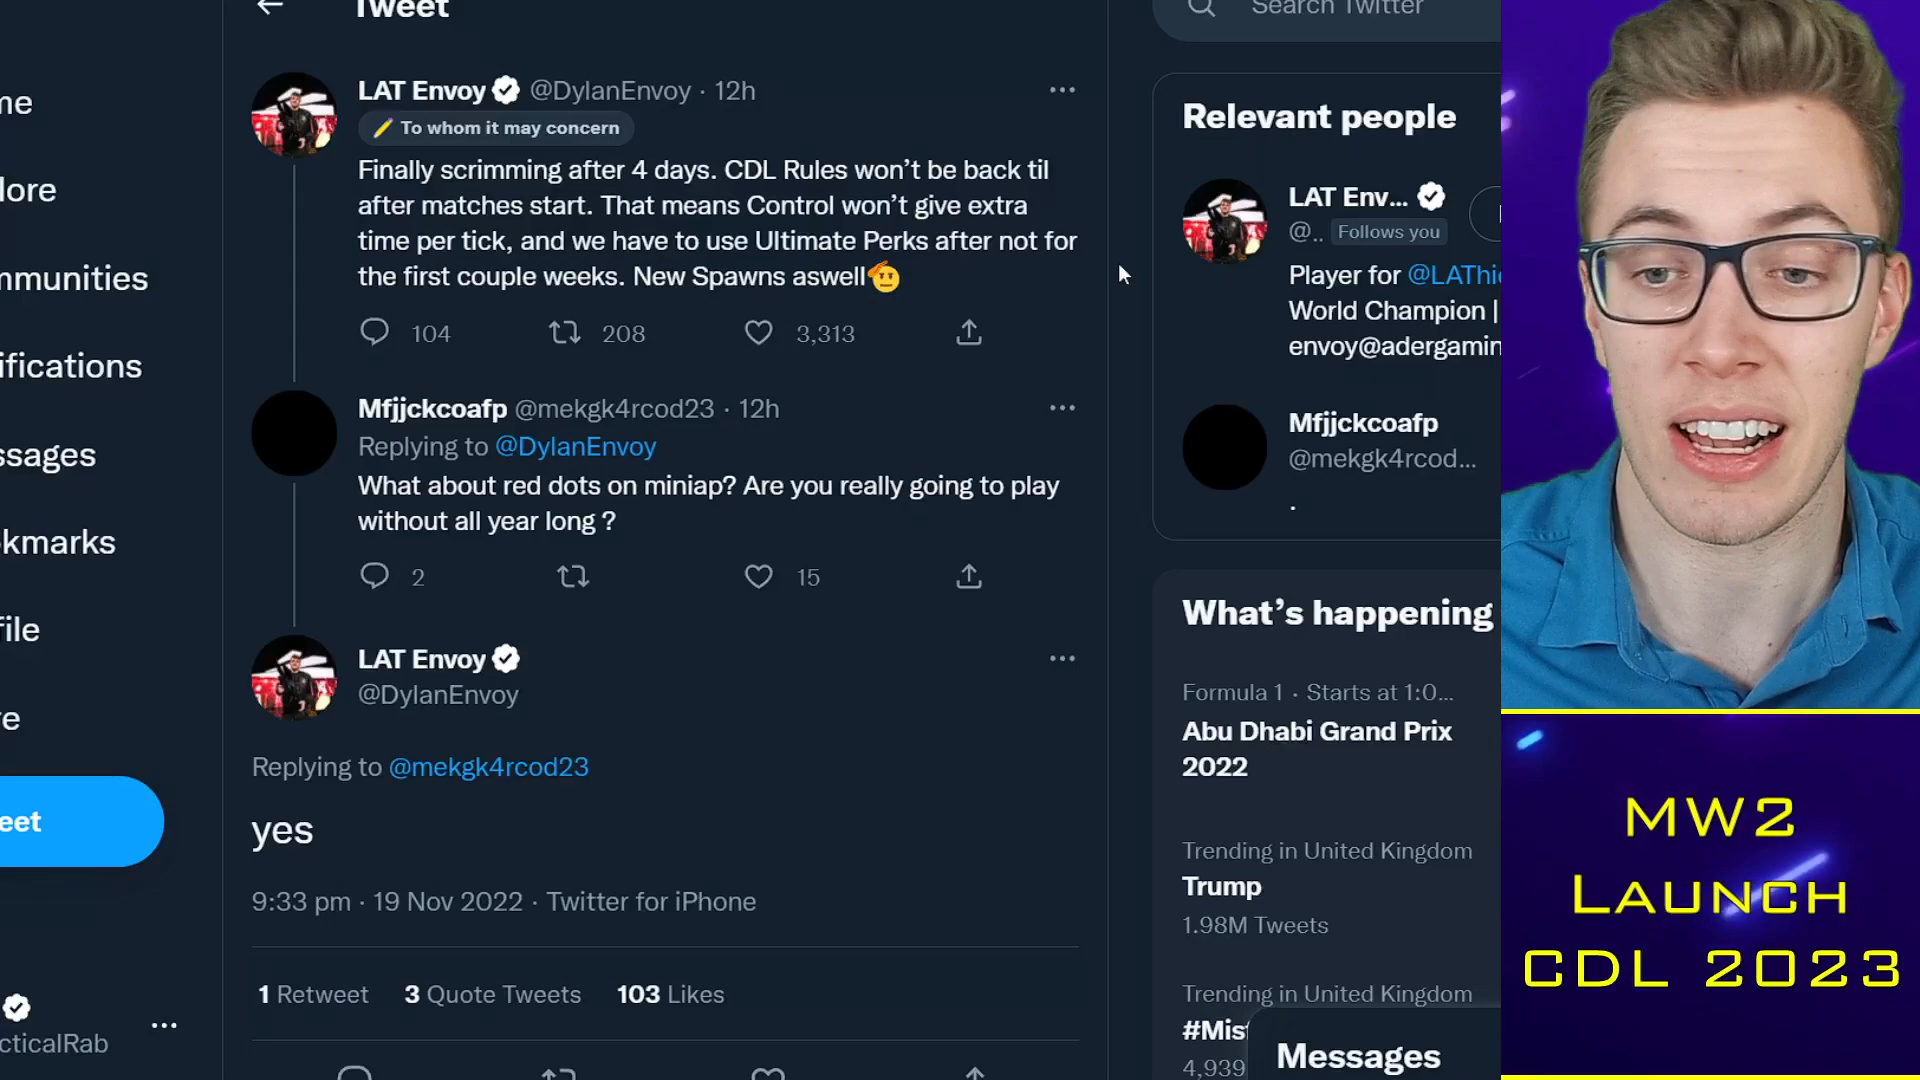 Tweet
Search Twitter
LAT Envoy @DylanEnvoy · 12h
To whom it may concern
Finally scrimming after 4 days. CDL Rules won’t be back til
after matches start. That means Control won’t give extra
time per tick, and we have to use Ultimate Perks after not for
the first couple weeks. New Spawns aswell🫡
104 208 3,313
Mfjjckcoafp @mekgk4rcod23 · 12h
Replying to @DylanEnvoy
What about red dots on miniap? Are you really going to play
without all year long ?
2 15
LAT Envoy
@DylanEnvoy
Replying to @mekgk4rcod23
yes
9:33 pm · 19 Nov 2022 · Twitter for iPhone
1 Retweet 3 Quote Tweets 103 Likes
me
lore
mmunities
ifications
ssages
kmarks
file
re
eet
cticalRab
Relevant people
LAT Env...
@.. Follows you
Player for @LAThie
World Champion |
envoy@adergamin
Mfjjckcoafp
@mekgk4rcod...
.
What’s happening
Formula 1 · Starts at 1:0...
Abu Dhabi Grand Prix
2022
Trending in United Kingdom
Trump
1.98M Tweets
Trending in United Kingdom
#Mis
4,939
Messages
MW2
Launch
CDL 2023